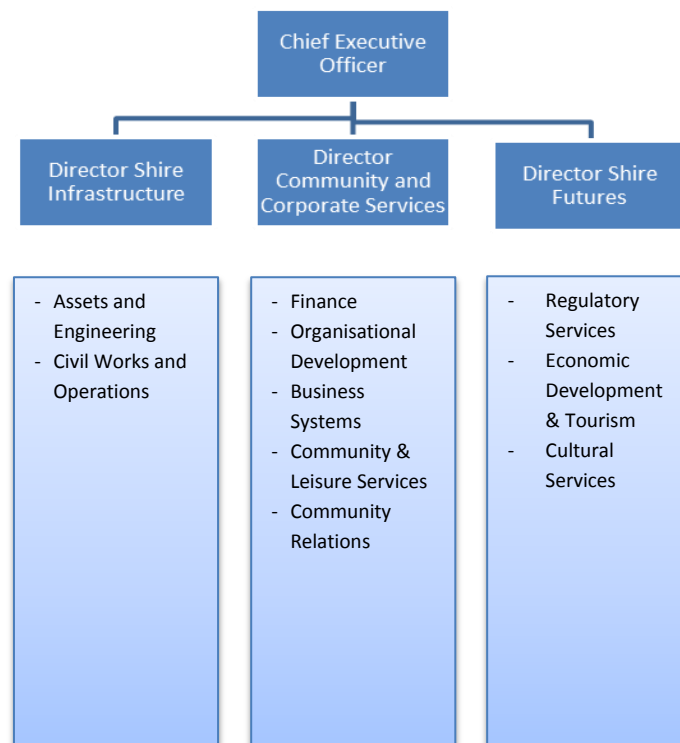 Chief Executive
Officer
Director Shire
Infrastructure
Director
Community and
Corporate Services
Director Shire
Futures
- Assets and
Engineering
- Civil Works and
Operations
- Finance
- Organisational
Development
- Business
Systems
- Community &
Leisure Services
- Community
Relations
- Regulatory
Services
- Economic
Development
& Tourism
- Cultural
Services